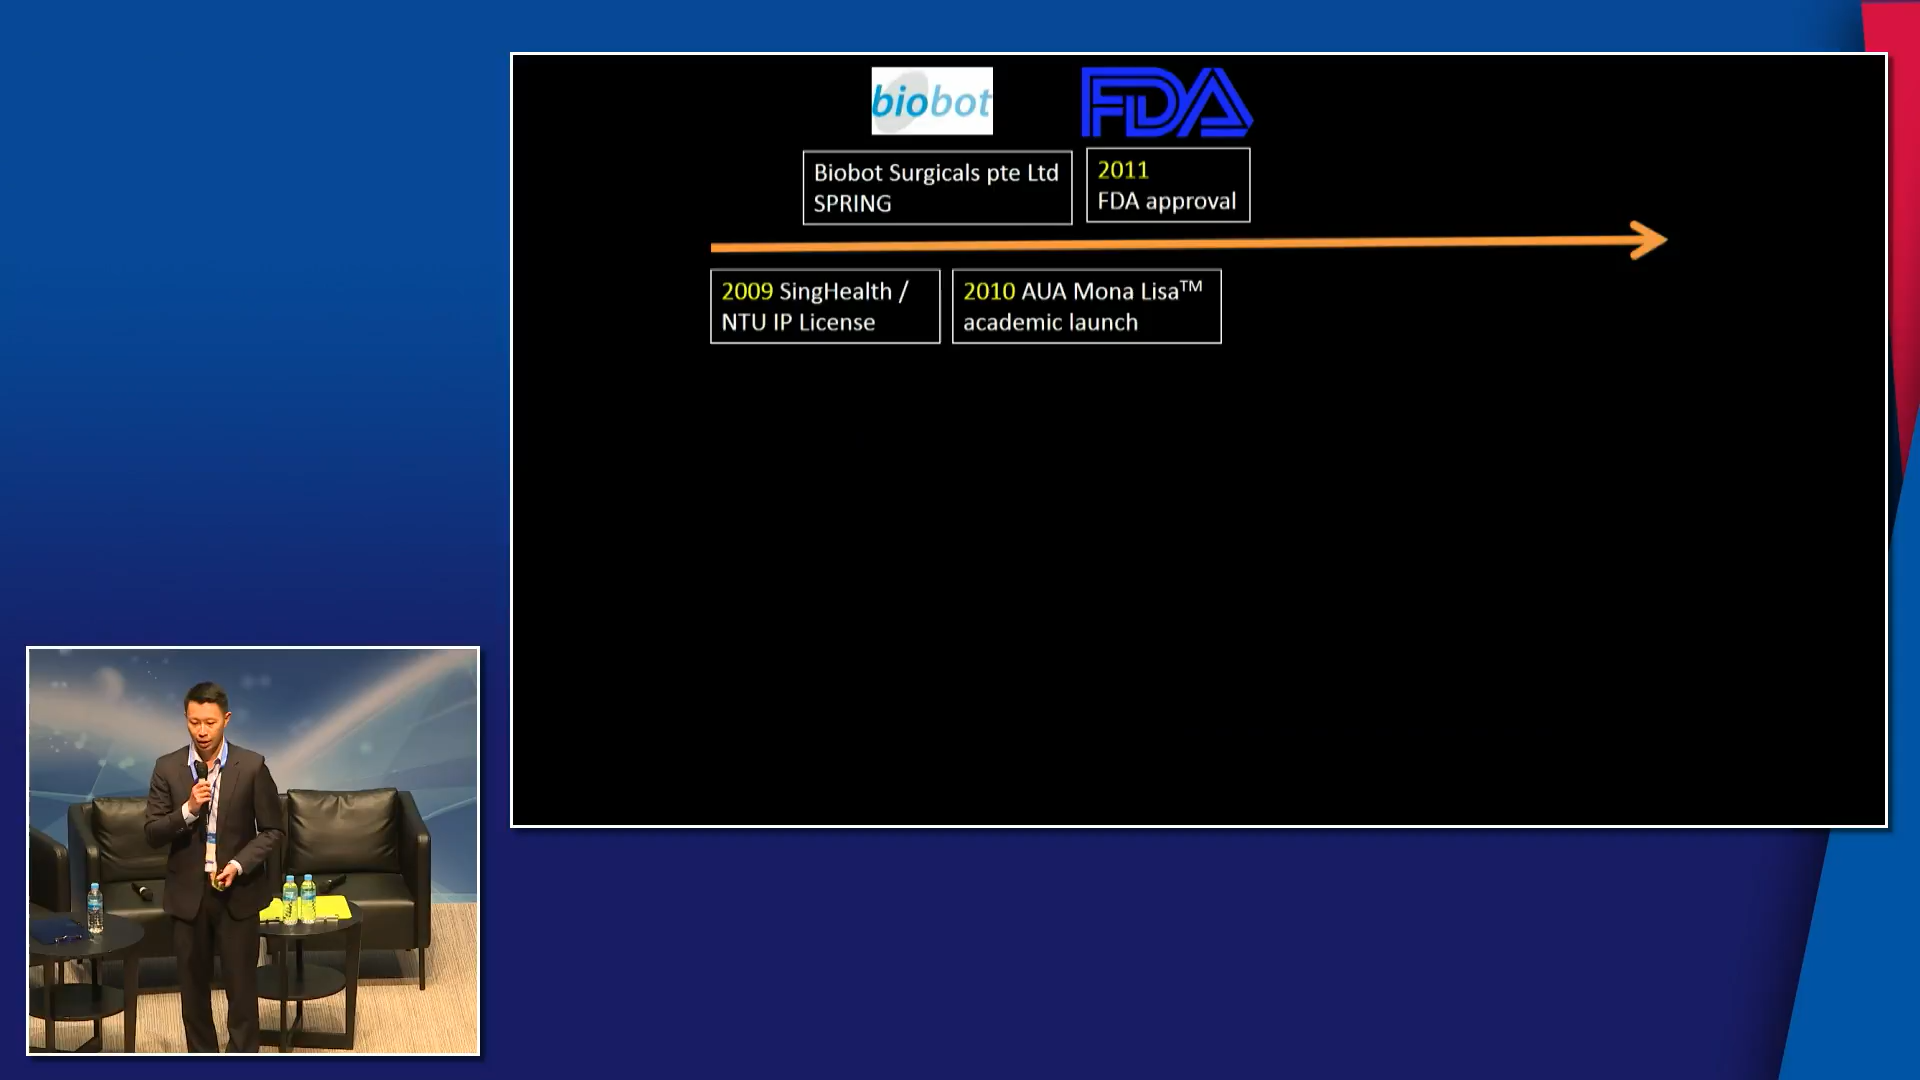 biobot
FDA
Biobot Surgicals pte Ltd
SPRING
2011
FDA approval
2009 SingHealth /
NTU IP License
2010 AUA Mona Lisa™
academic launch